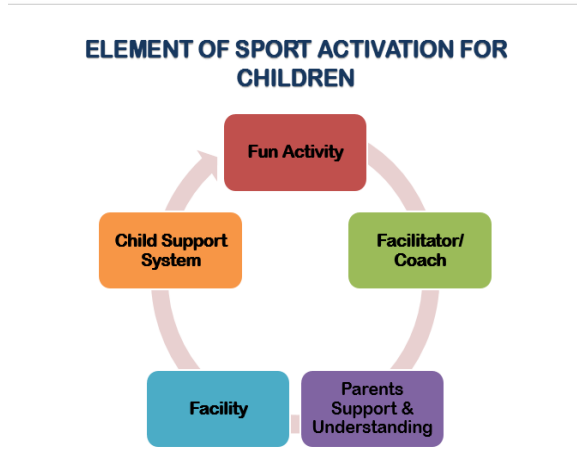 ELEMENT OF SPORT ACTIVATION FOR
CHILDREN
Fun Activity
Facilitator/
Coach
Parents
Support &
Understanding
Facility
Child Support
System